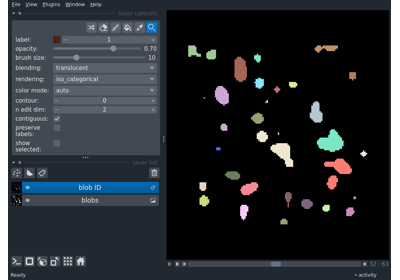 File View Plugins Window Help
layer controls
label: 1
opacity: 0.70
brush size: 10
blending: translucent
rendering: iso_categorical
color mode: auto
contour: 0
n edit dim: 2
contiguous:
preserve
labels:
show
selected:
layer list
blob ID
blobs
32 63
Ready
activity